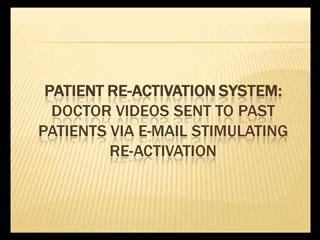 PATIENT RE-ACTIVATION SYSTEM:
DOCTOR VIDEOS SENT TO PAST
PATIENTS VIA E-MAIL STIMULATING
RE-ACTIVATION